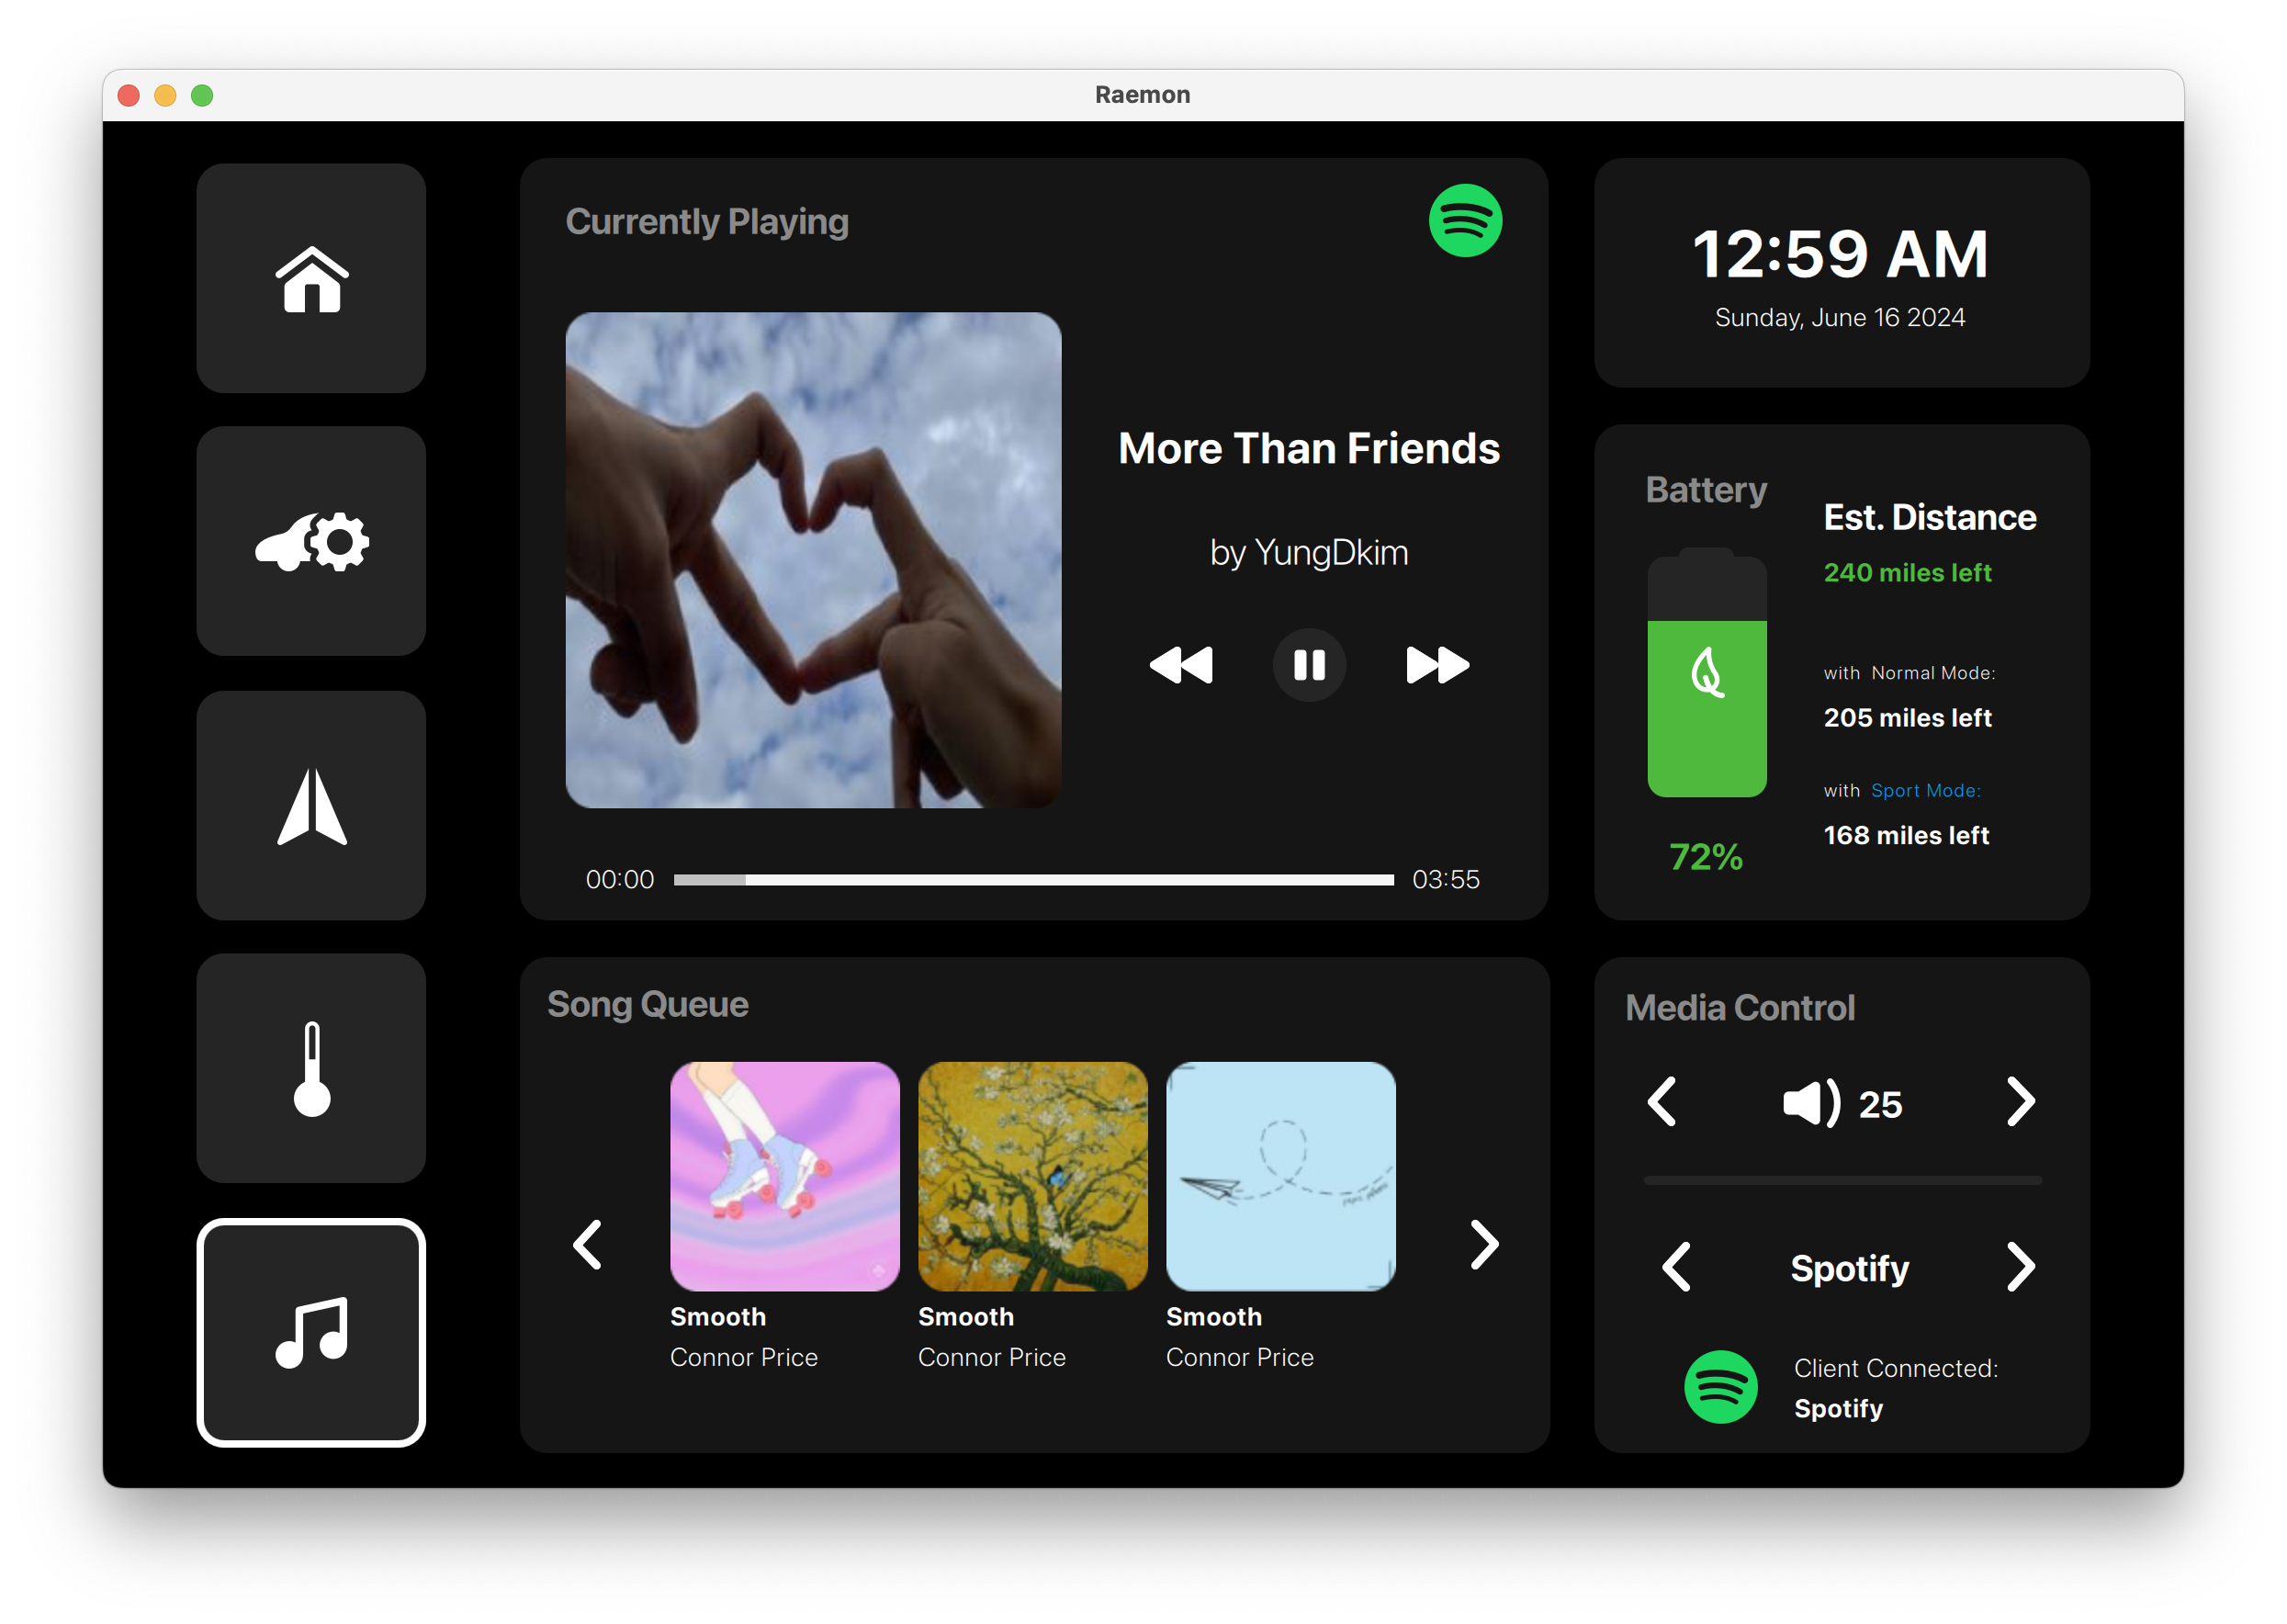 Raemon
Currently Playing
More Than Friends
by YungDkim
00:00
03:55
12:59 AM
Sunday, June 16 2024
Battery
72%
Est. Distance
240 miles left
with Normal Mode:
205 miles left
with Sport Mode:
168 miles left
Song Queue
Smooth
Connor Price
Smooth
Connor Price
Smooth
Connor Price
Media Control
25
Spotify
Client Connected:
Spotify